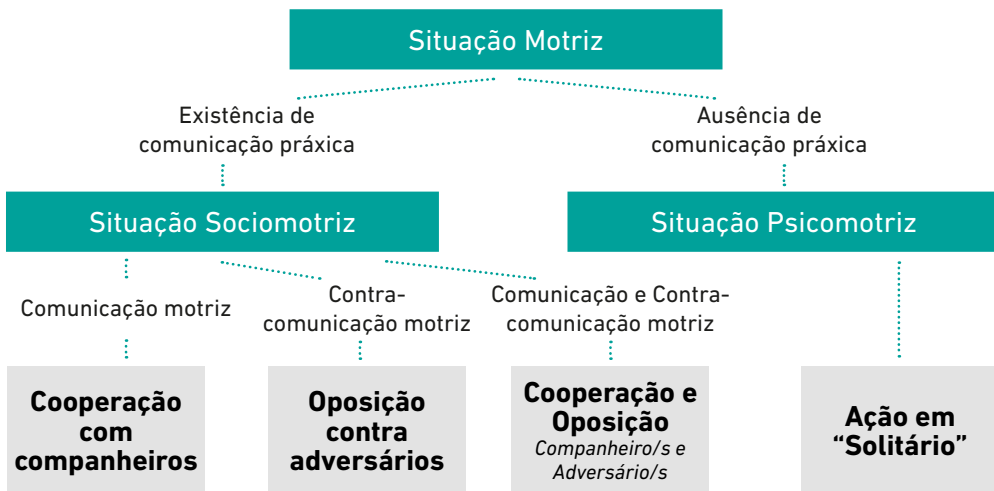 Situação Motriz
Existência de
comunicação práxica
Ausência de
comunicação práxica
Situação Sociomotriz
Situação Psicomotriz
Comunicação motriz
Contra-
comunicação motriz
Comunicação e Contra-
comunicação motriz
Cooperação
com
companheiros
Oposição
contra
adversários
Cooperação e
Oposição
Companheiro/s e
Adversário/s
Ação em
“Solitário”